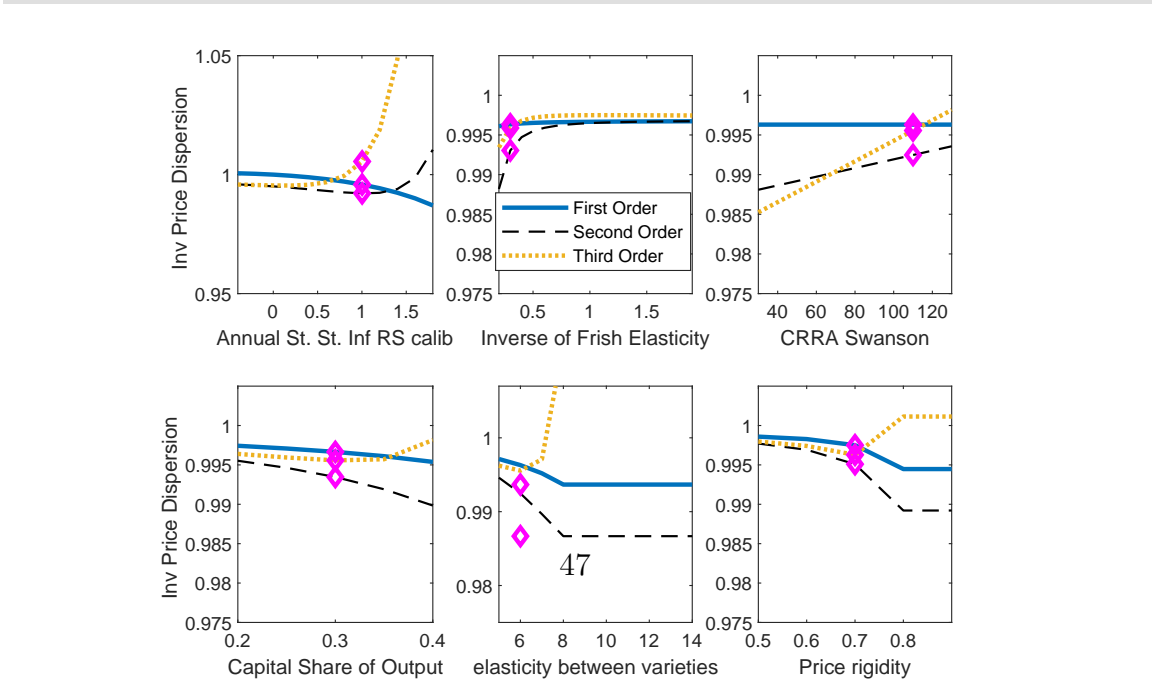 1.05
1
0.95
Inv Price Dispersion
0 0.5 1 1.5
Annual St. St. Inf RS calib
1
0.995
0.99
0.985
0.98
0.975
First Order
Second Order
Third Order
0.5 1 1.5
Inverse of Frish Elasticity
1
0.995
0.99
0.985
0.98
0.975
40 60 80 100 120
CRRA Swanson
1
0.995
0.99
0.985
0.98
0.975
Inv Price Dispersion
0.2 0.3 0.4
Capital Share of Output
1
0.99
0.98
47
6 8 10 12 14
elasticity between varieties
1
0.995
0.99
0.985
0.98
0.975
0.5 0.6 0.7 0.8
Price rigidity